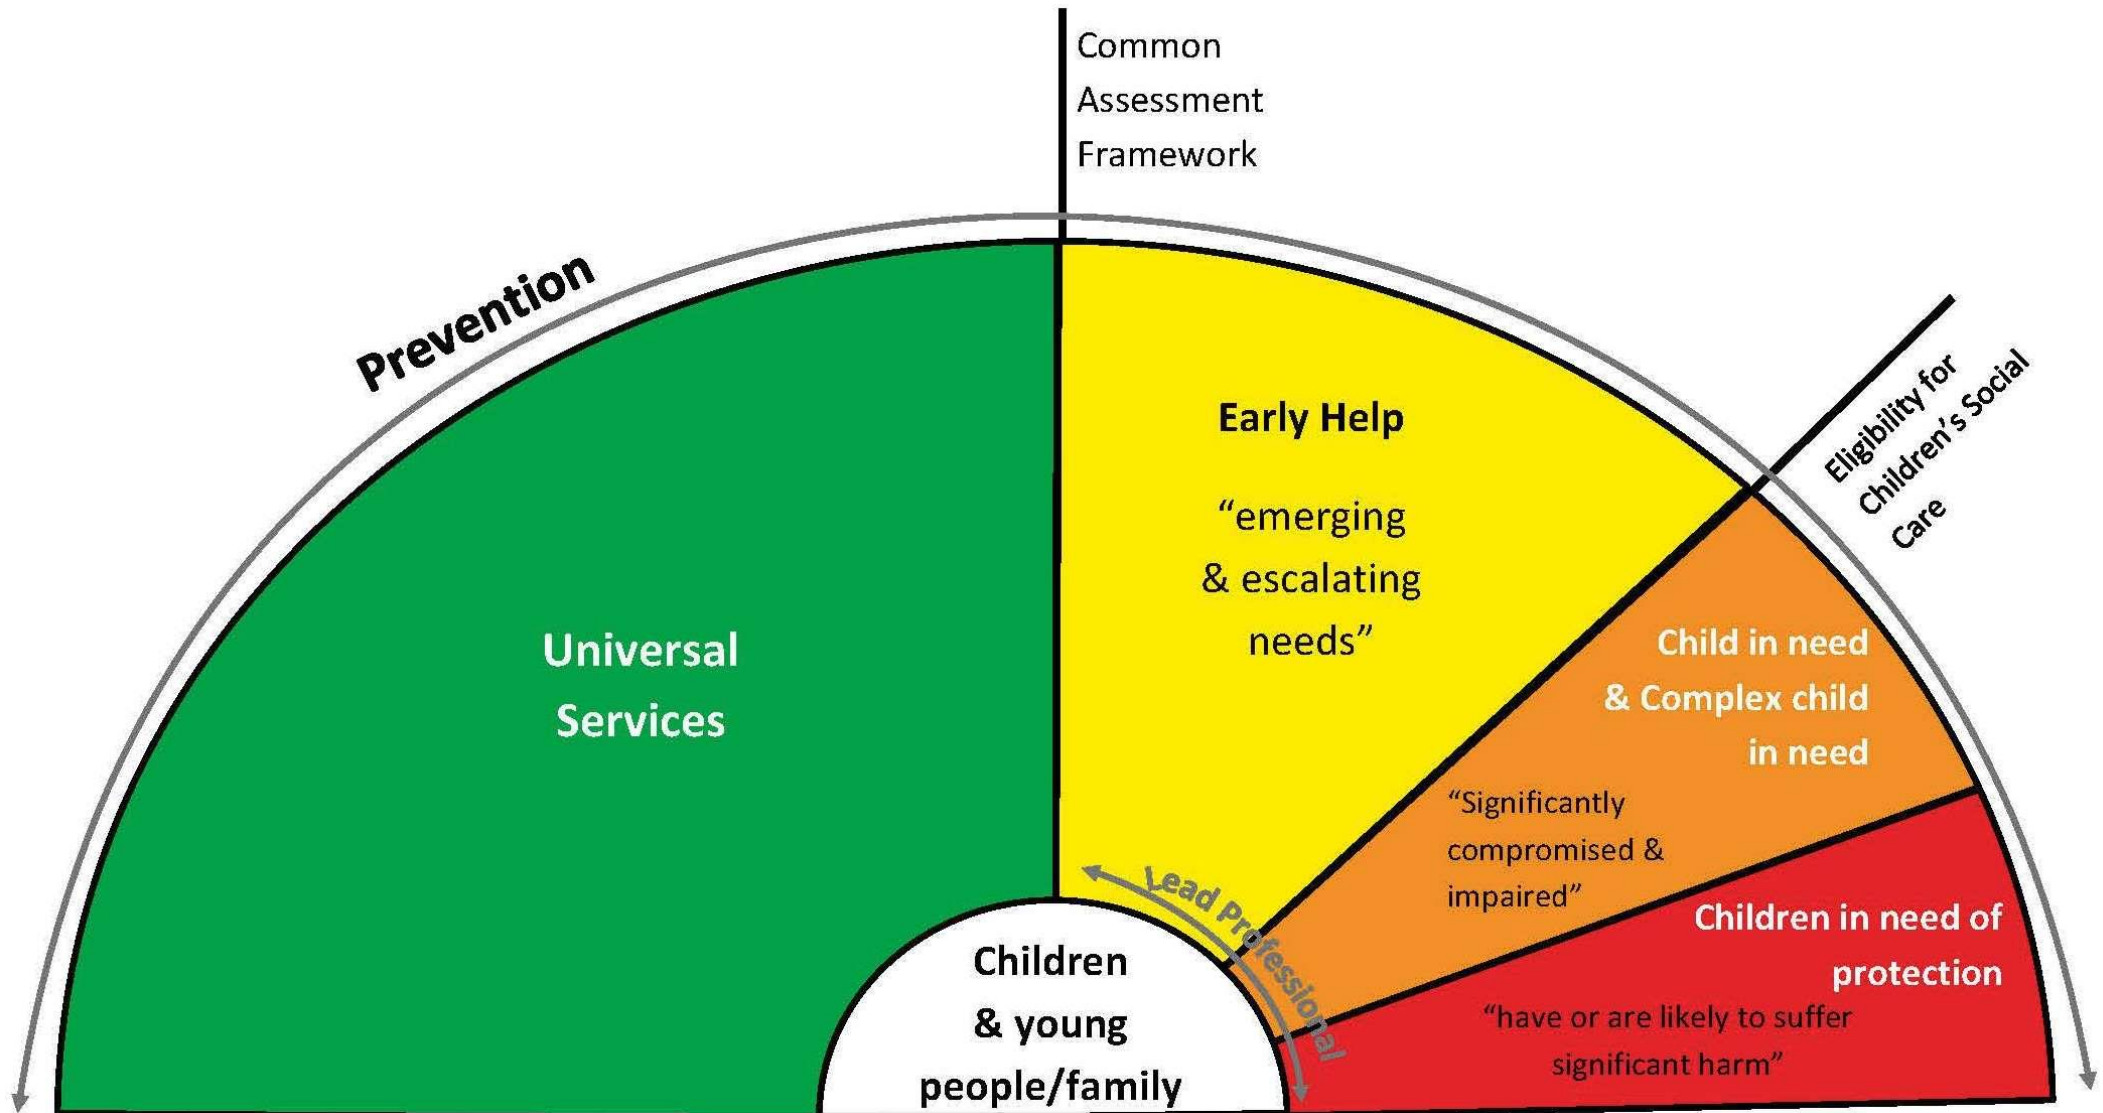 Common
Assessment
Framework
Prevention
Eligibility for
Children’s Social
Care
Universal
Services
Early Help
“emerging
& escalating
needs”
Child in need
& Complex child
in need
“Significantly
compromised &
impaired”
Children in need of
protection
“have or are likely to suffer
significant harm”
Lead Professional
Children
& young
people/family